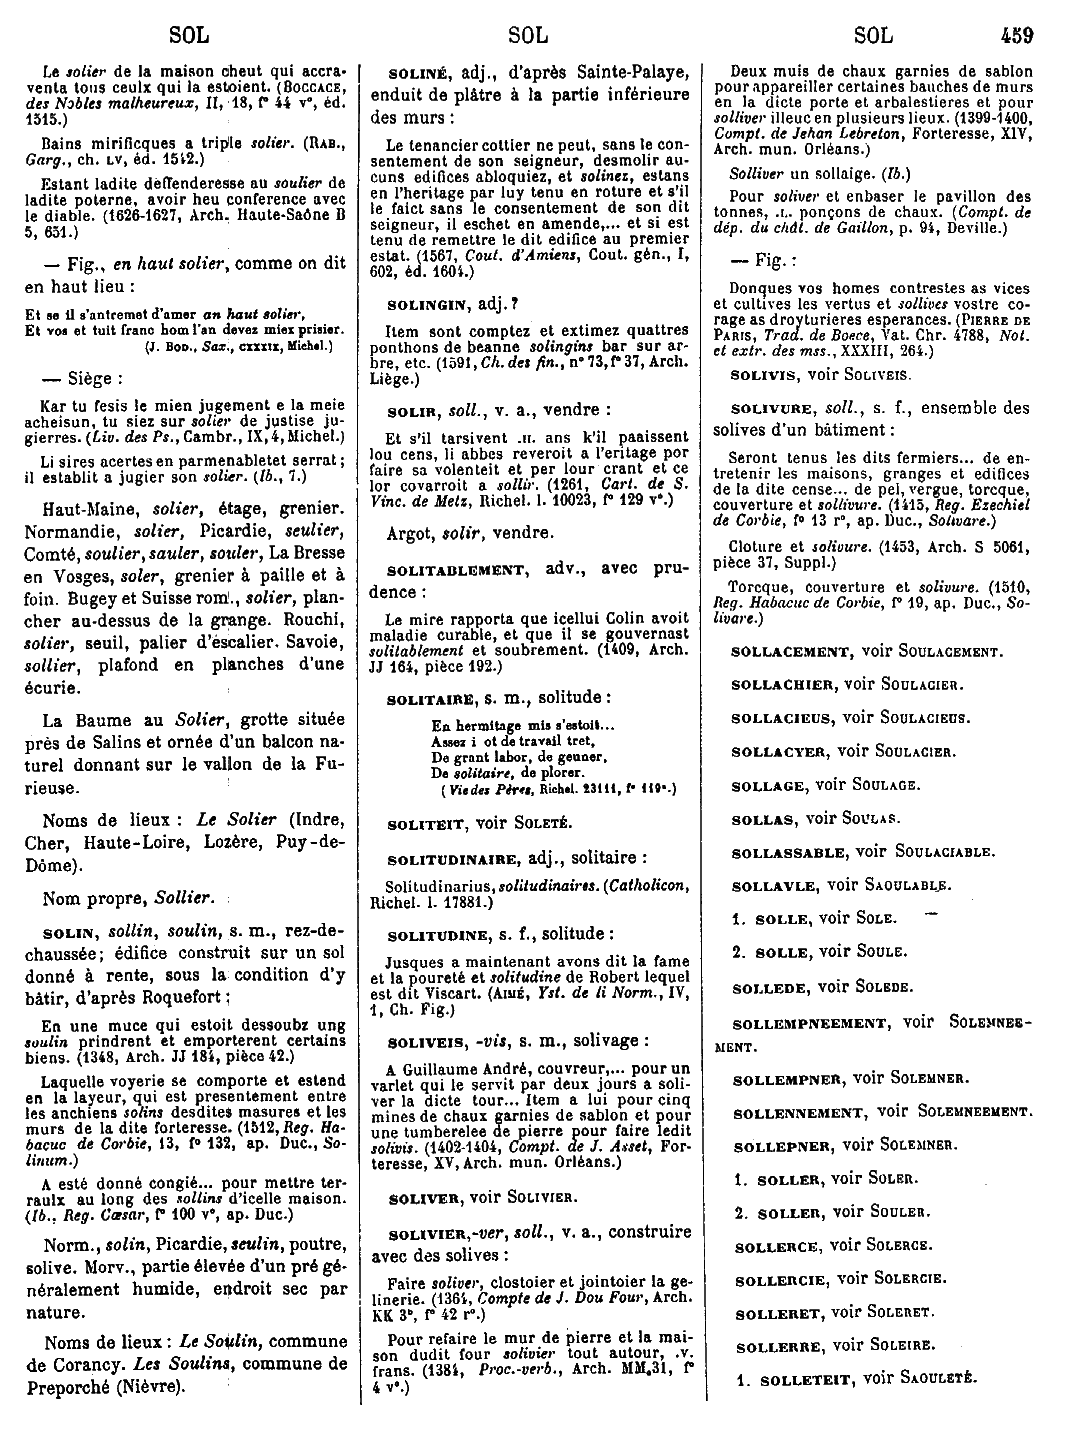 SOL
SOL
SOL
459
Le solier de la maison cheut qui accra-
venta tous ceulx qui la estoient. (BOCCACE,
des Nobles malheureux, II, 18, f° 44 v°, éd.
1515.)
Bains mirificques a triple solier. (RAB.,
Garg., ch. LV, éd. 1542.)
Estant ladite deffenderesse au soulier de
ladite poterne, avoir heu conference avec
le diable. (1626-1627, Arch. Haute-Saône B
5, 651.)
— Fig., en haut solier, comme on dit
en haut lieu :
Et se il s'antremet d'amer an haut solier,
Et vos et tuit franc hom l'an devez miex prisier.
(J. BOD., Sax., CXXXIX, Michel.)
— Siège :
Kar tu fesis le mien jugement e la meie
acheisun, tu siez sur solier de justise ju-
gierres. (Liv. des Ps., Cambr., IX, 4, Michel.)
Li sires acertes en parmenabletet serrat ;
il establit a jugier son solier. (Ib., 7.)
Haut-Maine, solier, étage, grenier.
Normandie, solier, Picardie, seulier,
Comté, soulier, sauler, souler, La Bresse
en Vosges, soler, grenier à paille et à
foin. Bugey et Suisse rom., solier, plan-
cher au-dessus de la grange. Rouchi,
solier, seuil, palier d'escalier. Savoie,
sollier, plafond en planches d'une
écurie.
La Baume au Solier, grotte située
près de Salins et ornée d'un balcon na-
turel donnant sur le vallon de la Fu-
rieuse.
Noms de lieux : Le Solier (Indre,
Cher, Haute-Loire, Lozère, Puy-de-
Dôme).
Nom propre, Sollier.
SOLIN, sollin, soulin, s. m., rez-de-
chaussée; édifice construit sur un sol
donné à rente, sous la condition d'y
bâtir, d'après Roquefort :
En une muce qui estoit dessoubz ung
soulin prindrent et emporterent certains
biens. (1348, Arch. JJ 184, pièce 42.)
Laquelle voyerie se comporte et estend
en la layeur, qui est presentement entre
les anchiens solins desdites masures et les
murs de la dite forteresse. (1512, Reg. Ha-
bacuc de Corbie, 13, f° 132, ap. Duc., So-
linum.)
A esté donné congié... pour mettre ter-
raulx au long des sollins d'icelle maison.
(Ib., Reg. Cæsar, f° 100 v°, ap. Duc.)
Norm., solin, Picardie, seulin, poutre,
solive. Morv., partie élevée d'un pré gé-
néralement humide, endroit sec par
nature.
Noms de lieux : Le Soulin, commune
de Corancy. Les Soulins, commune de
Preporché (Nièvre).
SOLINÉ, adj., d'après Sainte-Palaye,
enduit de plâtre à la partie inférieure
des murs :
Le tenancier cottier ne peut, sans le con-
sentement de son seigneur, desmolir au-
cuns edifices abloquiez, et solinez, estans
en l'heritage par luy tenu en roture et s'il
le faict sans le consentement de son dit
seigneur, il eschet en amende,... et si est
tenu de remettre le dit edifice au premier
estat. (1567, Cout. d'Amiens, Cout. gén., I,
602, éd. 1604.)
SOLINGIN, adj. ?
Item sont comptez et extimez quattres
ponthons de beanne solingins bar sur ar-
bre, etc. (1591, Ch. des fin., n° 73, f° 37, Arch.
Liège.)
SOLIR, soll., v. a., vendre :
Et s'il tarsivent .II. ans k'il paaissent
lou cens, li abbes reveroit a l'eritage por
faire sa volenteit et per lour crant et ce
lor covarroit a sollir. (1261, Cart. de S.
Vinc. de Metz, Richel. l. 10023, f° 129 v°.)
Argot, solir, vendre.
SOLITABLEMENT, adv., avec pru-
dence :
Le mire rapporta que icellui Colin avoit
maladie curable, et que il se gouvernast
solitablement et soubrement. (1409, Arch.
JJ 164, pièce 192.)
SOLITAIRE, s. m., solitude :
En hermitage mis s'estoit...
Assez i ot de travail tret,
De grant labor, de geuner,
De solitaire, de plorer.
(Vie des Pères, Richel. 23111, f° 119ᵃ.)
SOLITEIT, voir SOLETÉ.
SOLITUDINAIRE, adj., solitaire :
Solitudinarius, solitudinaires. (Catholicon,
Richel. l. 17881.)
SOLITUDINE, s. f., solitude :
Jusques a maintenant avons dit la fame
et la poureté et solitudine de Robert lequel
est dit Viscart. (AIMÉ, Yst. de li Norm., IV,
1, Ch. Fig.)
SOLIVEIS, -vis, s. m., solivage :
A Guillaume André, couvreur,... pour un
varlet qui le servit par deux jours a soli-
ver la dicte tour... Item a lui pour cinq
mines de chaux garnies de sablon et pour
une tumberelee de pierre pour faire ledit
solivis. (1402-1404, Compt. de J. Asset, For-
teresse, XV, Arch. mun. Orléans.)
SOLIVER, voir SOLIVIER.
SOLIVIER, -ver, soll., v. a., construire
avec des solives :
Faire soliver, clostoier et jointoier la ge-
linerie. (1364, Compte de J. Dou Four, Arch.
KK 3ᵇ, f° 42 r°.)
Pour refaire le mur de pierre et la mai-
son dudit four solivier tout autour, .v.
frans. (1384, Proc.-verb., Arch. MM.31, f°
4 v°.)
Deux muis de chaux garnies de sablon
pour appareiller certaines bauches de murs
en la dicte porte et arbalestieres et pour
solliver illeuc en plusieurs lieux. (1399-1400,
Compt. de Jehan Lebreton, Forteresse, XIV,
Arch. mun. Orléans.)
Solliver un sollaige. (Ib.)
Pour soliver et enbaser le pavillon des
tonnes, .L. ponçons de chaux. (Compt. de
dép. du chât. de Gaillon, p. 94, Deville.)
— Fig. :
Donques vos homes contrestes as vices
et cultives les vertus et sollives vostre co-
rage as droyturieres esperances. (PIERRE DE
PARIS, Trad. de Boece, Vat. Chr. 4788, Not.
et extr. des mss., XXXIII, 264.)
SOLIVIS, voir SOLIVEIS.
SOLIVURE, soll., s. f., ensemble des
solives d'un bâtiment :
Seront tenus les dits fermiers... de en-
tretenir les maisons, granges et edifices
de la dite cense... de pel, vergue, torcque,
couverture et sollivure. (1415, Reg. Ezechiel
de Corbie, f° 13 r°, ap. Duc., Solivare.)
Cloture et solivure. (1453, Arch. S 5061,
pièce 37, Suppl.)
Torcque, couverture et solivure. (1510,
Reg. Habacuc de Corbie, f° 19, ap. Duc., So-
livare.)
SOLLACEMENT, voir SOULAGEMENT.
SOLLACHIER, voir SOULACIER.
SOLLACIEUS, voir SOULACIEUS.
SOLLACYER, voir SOULACIER.
SOLLAGE, voir SOULAGE.
SOLLAS, voir SOULAS.
SOLLASSABLE, voir SOULACIABLE.
SOLLAVLE, voir SAOULABLE.
1. SOLLE, voir SOLE.
2. SOLLE, voir SOULE.
SOLLEDE, voir SOLEDE.
SOLLEMPNEEMENT, voir SOLEMNEE-
MENT.
SOLLEMPNER, voir SOLEMNER.
SOLLENNEMENT, voir SOLEMNEEMENT.
SOLLEPNER, voir SOLEMNER.
1. SOLLER, voir SOLER.
2. SOLLER, voir SOULER.
SOLLERCE, voir SOLERCE.
SOLLERCIE, voir SOLERCIE.
SOLLERET, voir SOLERET.
SOLLERRE, voir SOLEIRE.
1. SOLLETEIT, voir SAOULETÉ.